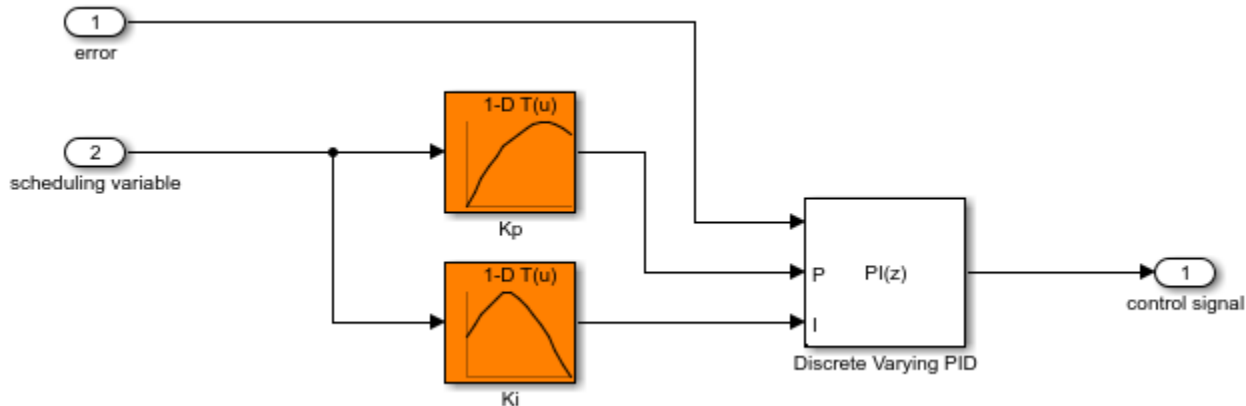 1
error
1-D T(u)
Kp
2
scheduling variable
1-D T(u)
Ki
P
I
PI(z)
Discrete Varying PID
1
control signal